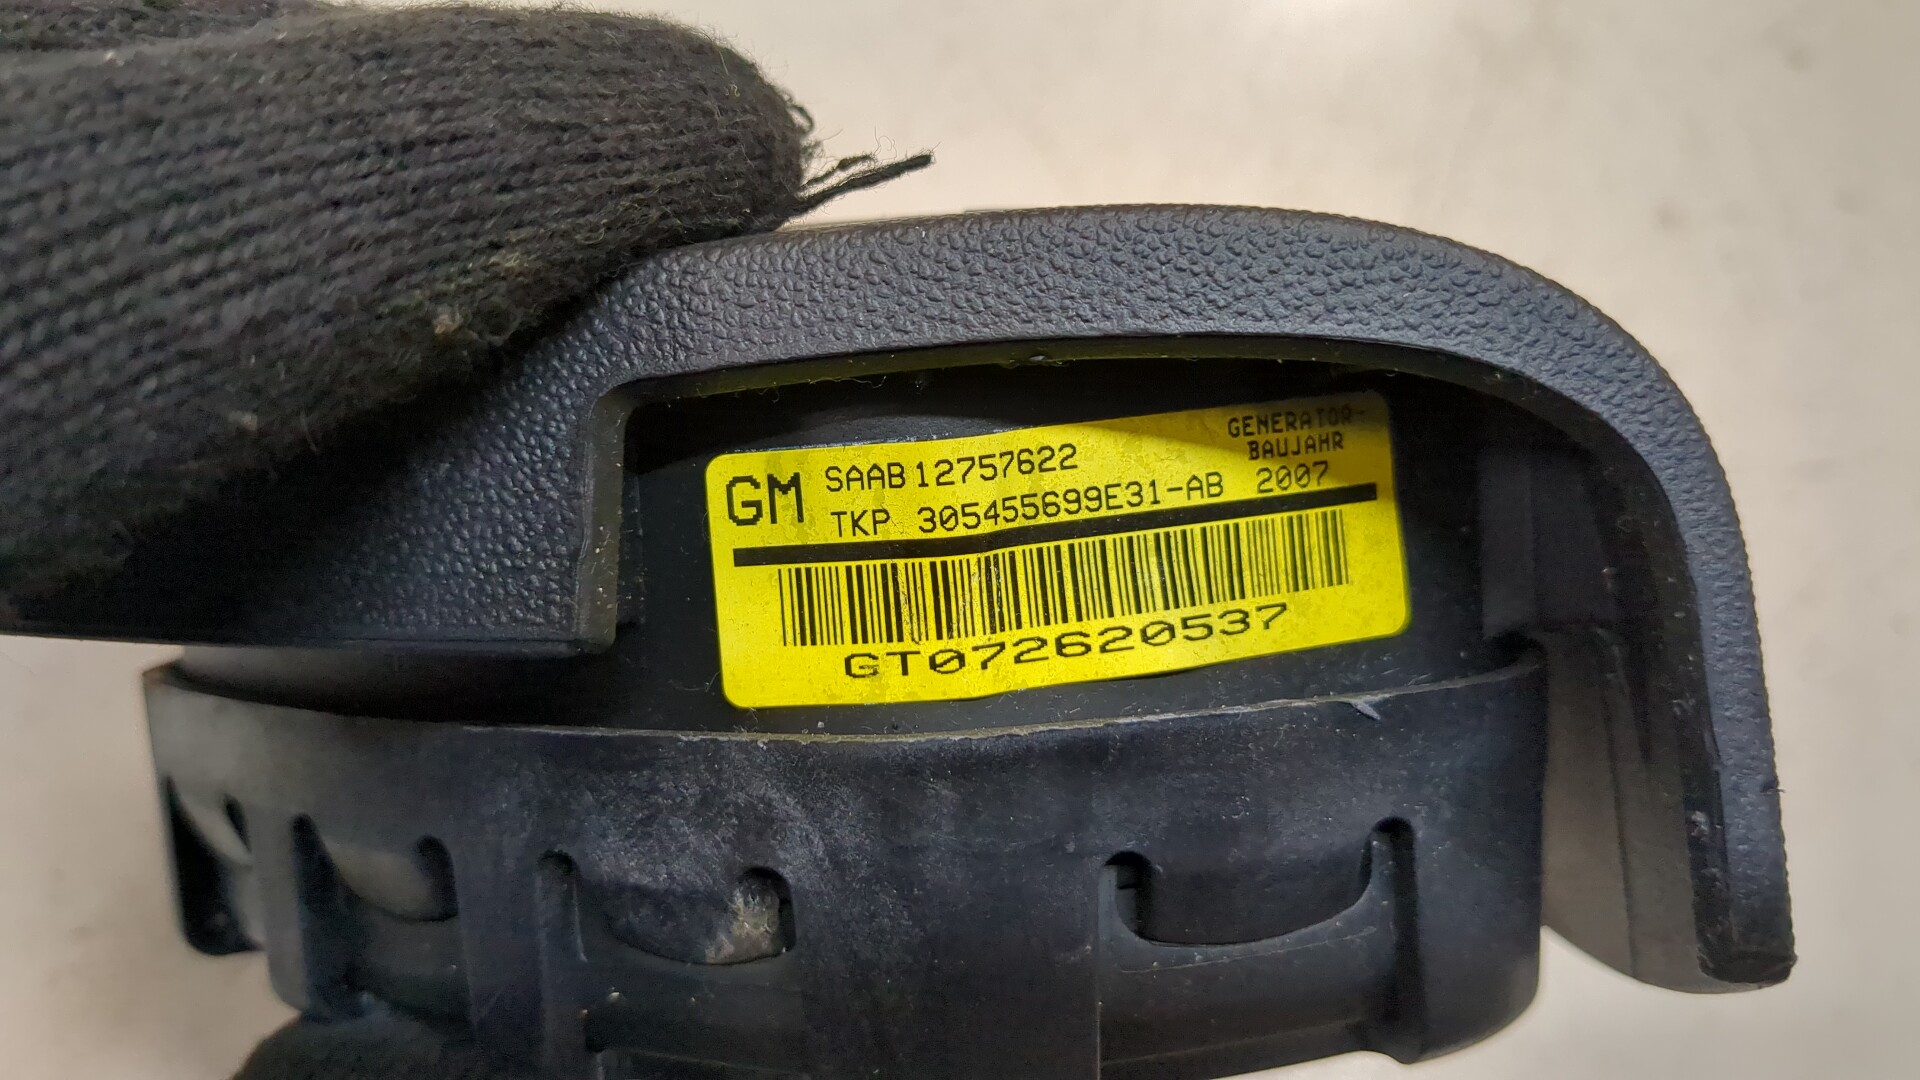 GM SAAB 12757622
TKP 305455699E31-AB
GENERATOR-
BAUJAHR
2007
GT072620537